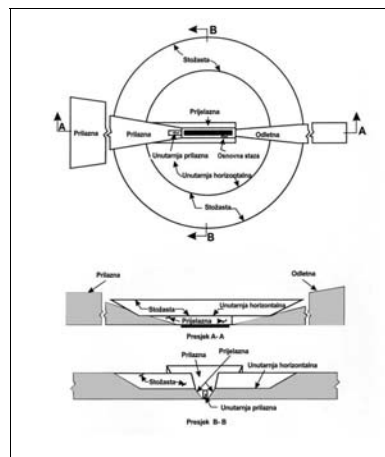 B
Stožasta
Prijelazna
A
A
Prilazna
Prilazna
Odletna
Unutarnja prilazna
Osnovna staza
Unutarnja horizontalna
Stožasta
B
Prilazna
Odletna
Stožasta
Unutarnja horizontalna
Prijelazna
Presjek A- A
Prilazna
Prijelazna
Unutarnja horizontalna
Stožasta
Unutarnja prilazna
Presjek B- B